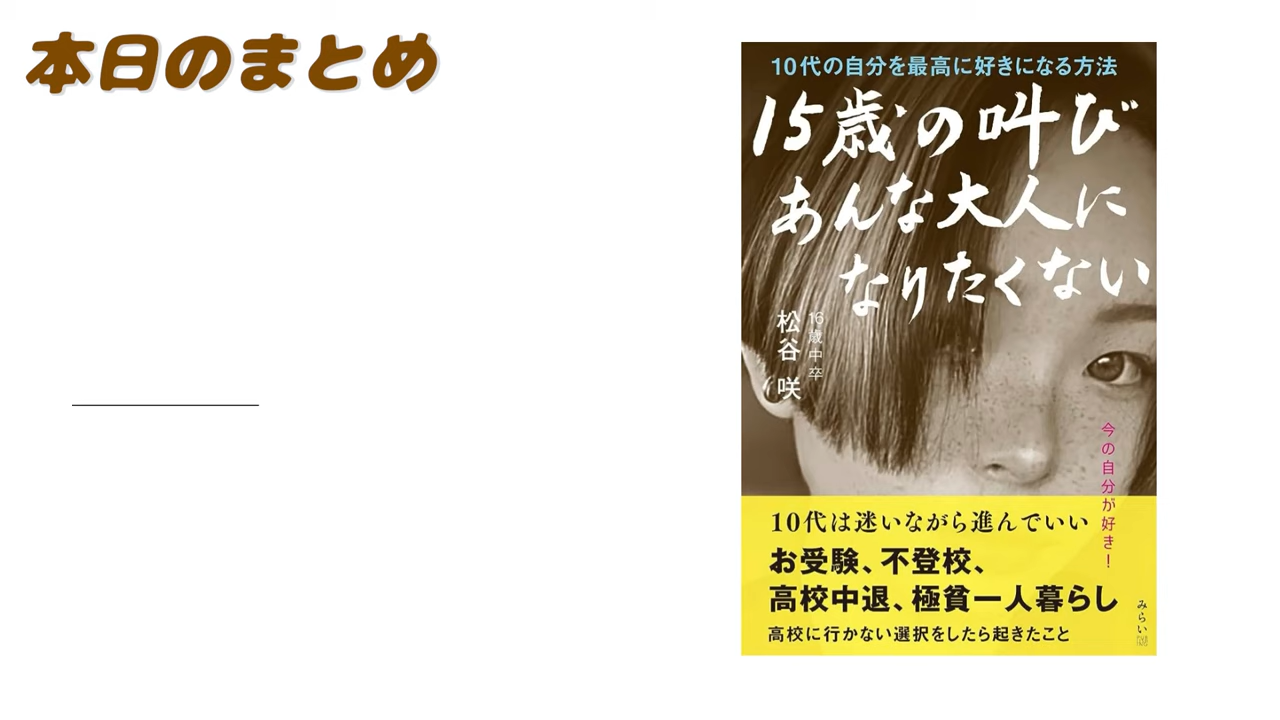 本日のまとめ
10代の自分を最高に好きになる方法
15歳の叫び
あんな大人に
なりたくない
16歳中卒
松谷 咲
今の自分が好き！
10代は迷いながら進んでいい
お受験、不登校、
高校中退、極貧一人暮らし
高校に行かない選択をしたら起きたこと
みらい